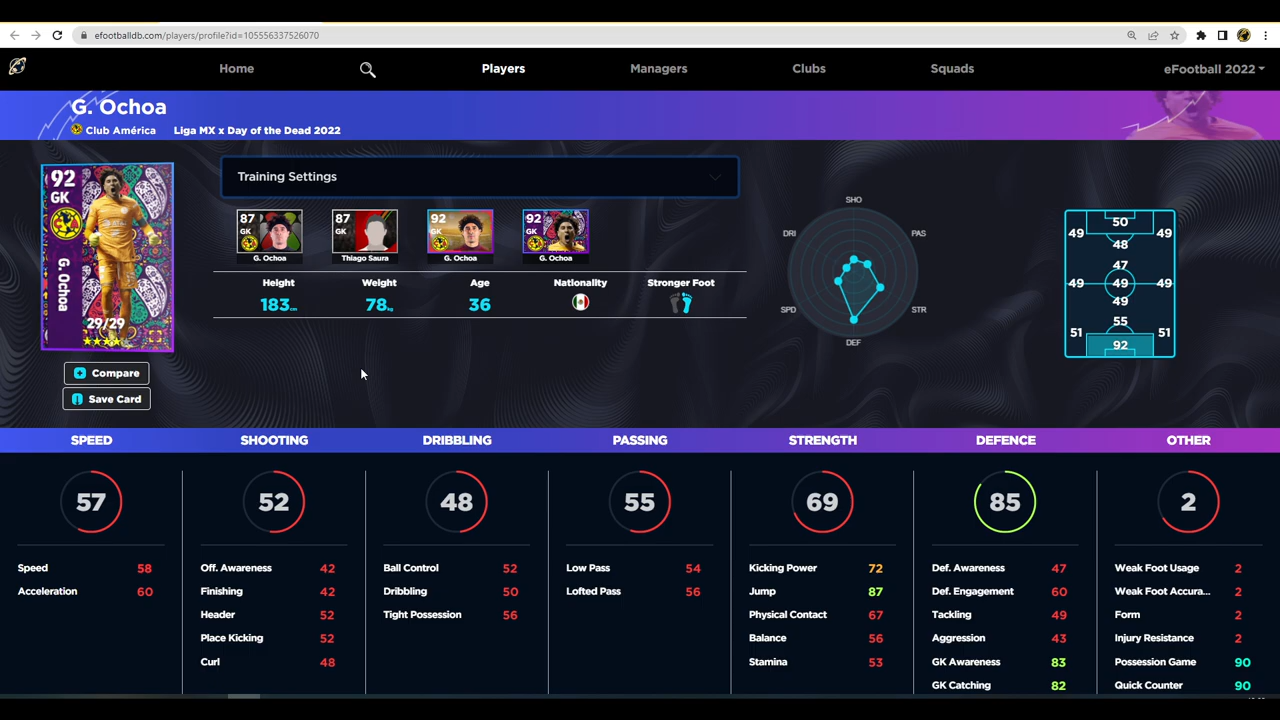 efootballdb.com/players/profile?id=105556337526070
Home Players Managers Clubs Squads eFootball 2022
G. Ochoa
Club América Liga MX x Day of the Dead 2022
92
GK
G. Ochoa
29/29
Compare
Save Card
Training Settings
87
GK
G. Ochoa
87
GK
Thiago Saura
92
GK
G. Ochoa
92
GK
G. Ochoa
Height Weight Age Nationality Stronger Foot
183cm 78kg 36
SHO
DRI PAS
SPD STR
DEF
50
49 49
48
47
49 49 49
49
55
51 51
92
SPEED SHOOTING DRIBBLING PASSING STRENGTH DEFENCE OTHER
57 52 48 55 69 85 2
Speed 58
Acceleration 60
Off. Awareness 42
Finishing 42
Header 52
Place Kicking 52
Curl 48
Ball Control 52
Dribbling 50
Tight Possession 56
Low Pass 54
Lofted Pass 56
Kicking Power 72
Jump 87
Physical Contact 67
Balance 56
Stamina 53
Def. Awareness 47
Def. Engagement 60
Tackling 49
Aggression 43
GK Awareness 83
GK Catching 82
Weak Foot Usage 2
Weak Foot Accura... 2
Form 2
Injury Resistance 2
Possession Game 90
Quick Counter 90